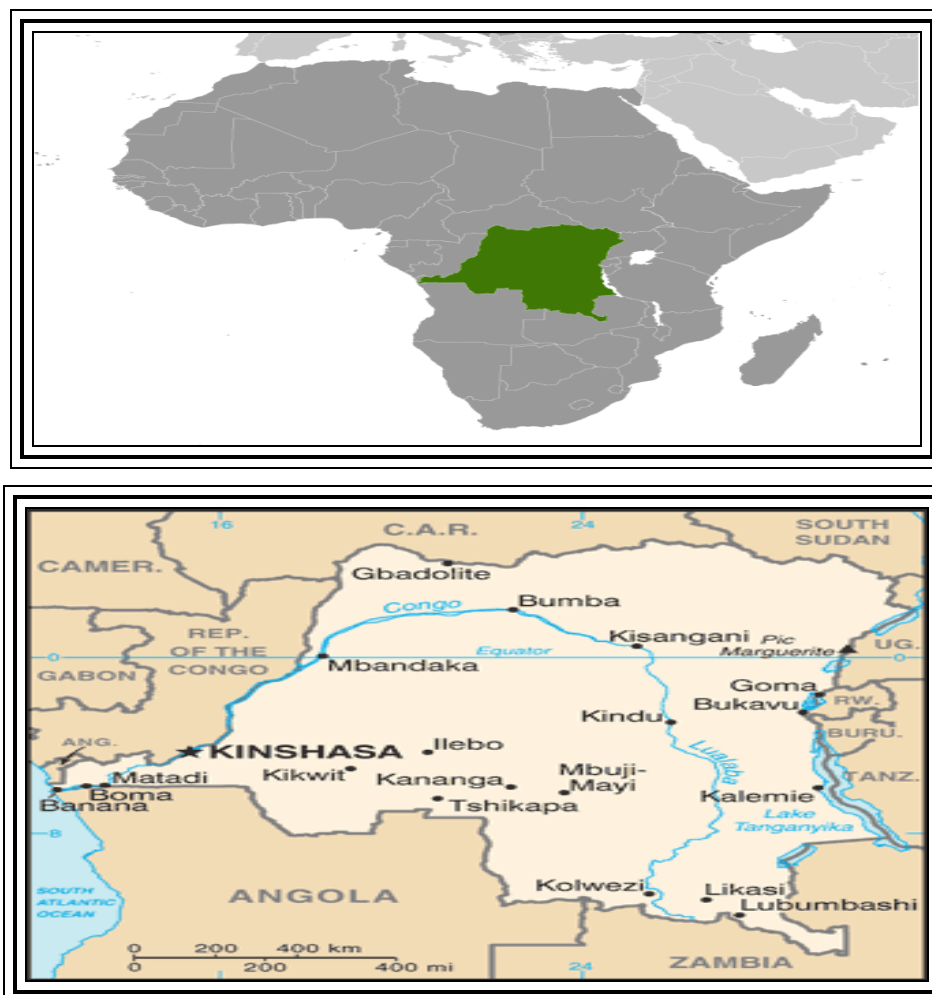 16
24
C.A.R.
SOUTH
SUDAN
CAMER.
Gbadolite
Congo
Bumba
REP.
OF THE
CONGO
Kisangani
Pic
Marguerite
UG.
0
Equator
0
Mbandaka
GABON
Goma
RW.
Bukavu
Kindu
BURU.
ANG.
KINSHASA
Ilebo
Lualaba
Kikwit
Kananga
Mbuji-
Mayi
TANZ.
Matadi
Boma
Banana
Tshikapa
Kalemie
Lake
Tanganyika
8
Kolwezi
Likasi
Lubumbashi
SOUTH
ATLANTIC
OCEAN
ANGOLA
0 200 400 km
0 200 400 mi
24
ZAMBIA